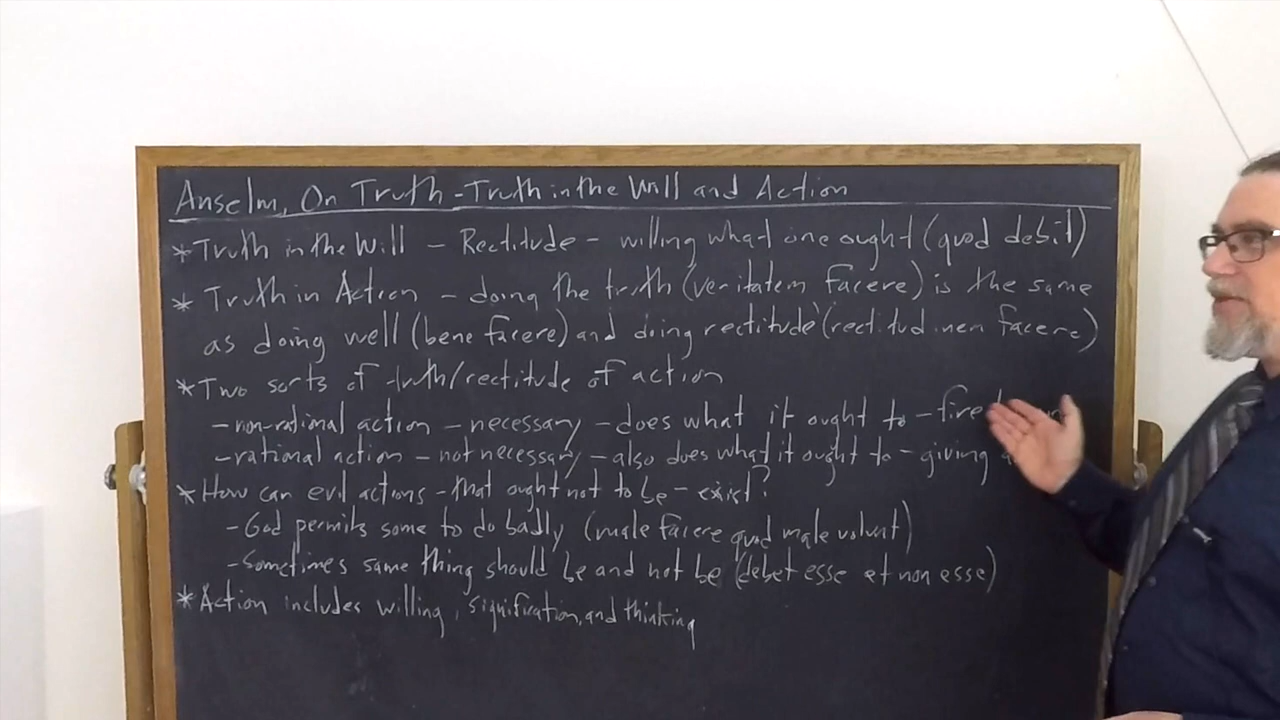 Anselm, On Truth - Truth in the Will and Action
* Truth in the Will - Rectitude - willing what one ought (quod debit)
* Truth in Action - doing the truth (veritatem facere) is the same
as doing well (bene facere) and doing rectitude (rectitudinem facere)
* Two sorts of truth/rectitude of action
- non-rational action - necessary - does what it ought to - fire
- rational action - not necessary - also does what it ought to - giving
* How can evil actions - that ought not to be - exist?
- God permits some to do badly (male facere quod male volunt)
- Sometimes same thing should be and not be (debet esse et non esse)
* Action includes willing, signification, and thinking